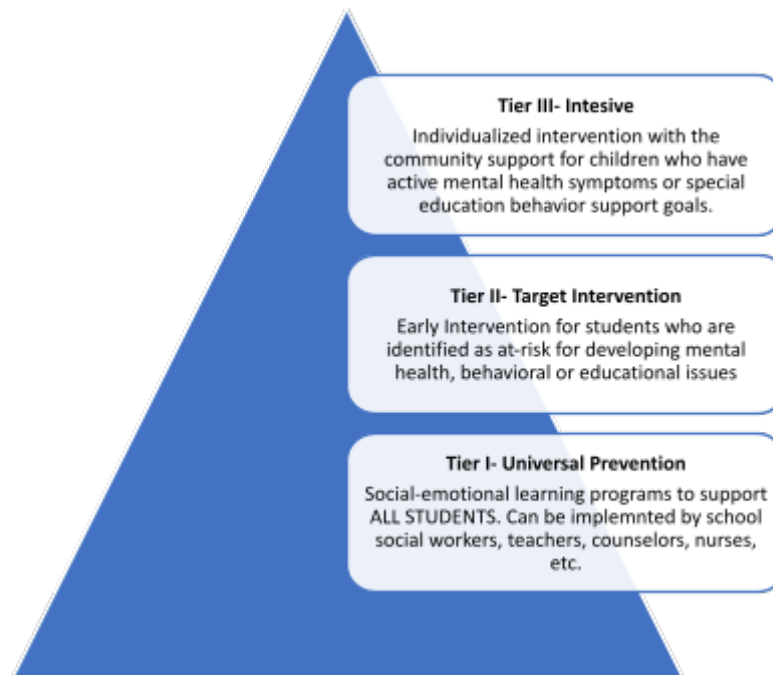 Tier III- Intesive
Individualized intervention with the
community support for children who have
active mental health symptoms or special
education behavior support goals.
Tier II- Target Intervention
Early Intervention for students who are
identified as at-risk for developing mental
health, behavioral or educational issues
Tier I- Universal Prevention
Social-emotional learning programs to support
ALL STUDENTS. Can be implemnted by school
social workers, teachers, counselors, nurses,
etc.